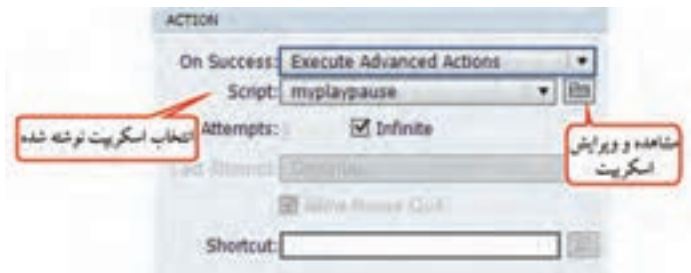 ACTION
On Success: Execute Advanced Actions
Script: myplaypause
Attempts: Infinite
انتخاب اسکریپت نوشته شده
مشاهده و ویرایش
اسکریپت
Last Attempt: Continue
Allow Mouse Click
Shortcut: